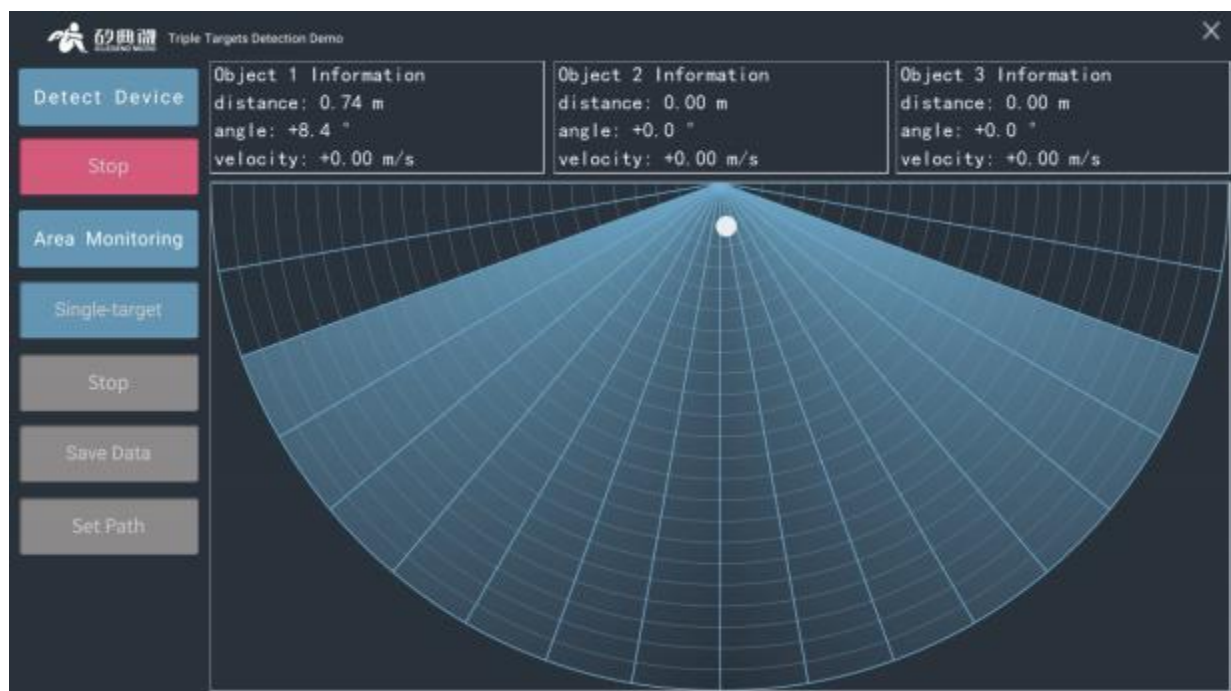 矽典微 Triple Targets Detection Demo
Detect Device
Stop
Area Monitoring
Single-target
Stop
Save Data
Set Path
Object 1 Information
distance: 0.74 m
angle: +8.4 °
velocity: +0.00 m/s
Object 2 Information
distance: 0.00 m
angle: +0.0 °
velocity: +0.00 m/s
Object 3 Information
distance: 0.00 m
angle: +0.0 °
velocity: +0.00 m/s